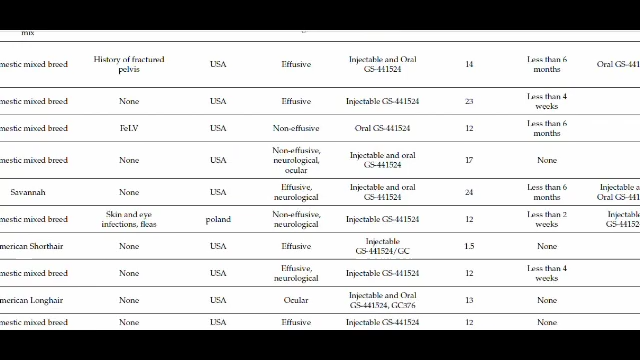 mix
mestic mixed breed History of fractured pelvis USA Effusive Injectable and Oral GS-441524 14 Less than 6 months Oral GS-441
mestic mixed breed None USA Effusive Injectable GS-441524 23 Less than 4 weeks
mestic mixed breed FeLV USA Non-effusive Oral GS-441524 12 Less than 6 months
mestic mixed breed None USA Non-effusive, neurological, ocular Injectable and oral GS-441524 17 None
Savannah None USA Effusive, neurological Injectable and oral GS-441524 24 Less than 6 months Injectable a Oral GS-441
mestic mixed breed Skin and eye infections, fleas poland Non-effusive, neurological Injectable GS-441524 12 Less than 2 weeks Injectable GS-44152
merican Shorthair None USA Effusive Injectable GS-441524/GC 1.5 None
mestic mixed breed None USA Effusive, neurological Injectable GS-441524 12 Less than 4 weeks
merican Longhair None USA Ocular Injectable and Oral GS-441524, GC376 13 None
mestic mixed breed None USA Effusive Injectable GS-441524 12 None